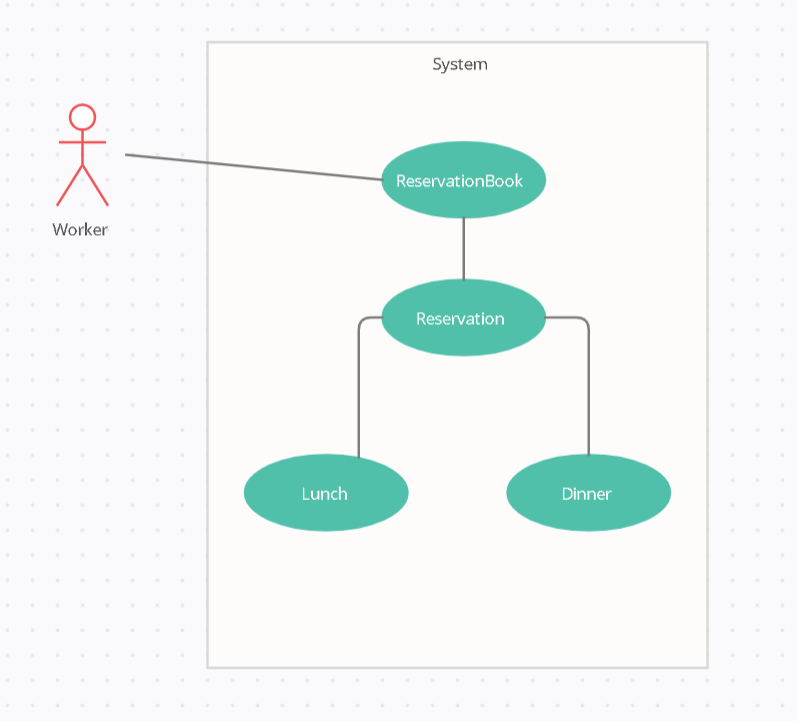 System
ReservationBook
Worker
Reservation
Lunch
Dinner